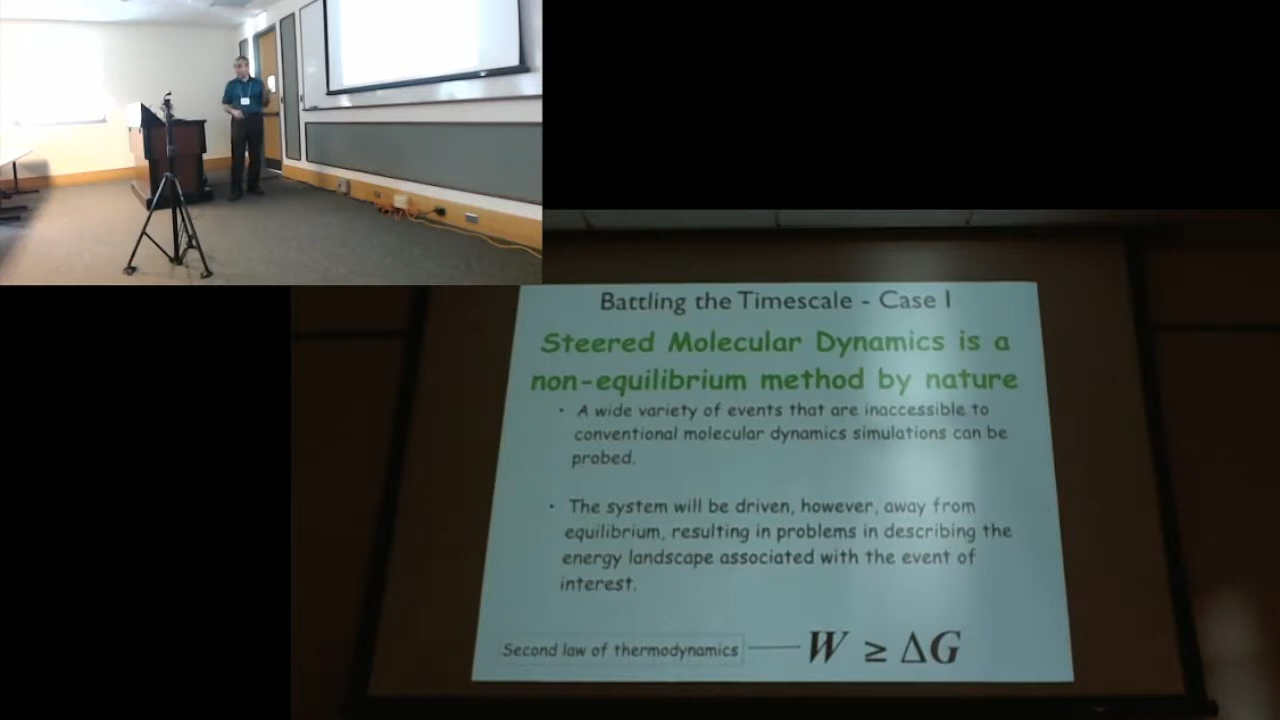 Battling the Timescale - Case I
Steered Molecular Dynamics is a
non-equilibrium method by nature
• A wide variety of events that are inaccessible to
conventional molecular dynamics simulations can be
probed.
• The system will be driven, however, away from
equilibrium, resulting in problems in describing the
energy landscape associated with the event of
interest.
Second law of thermodynamics W ≥ ΔG